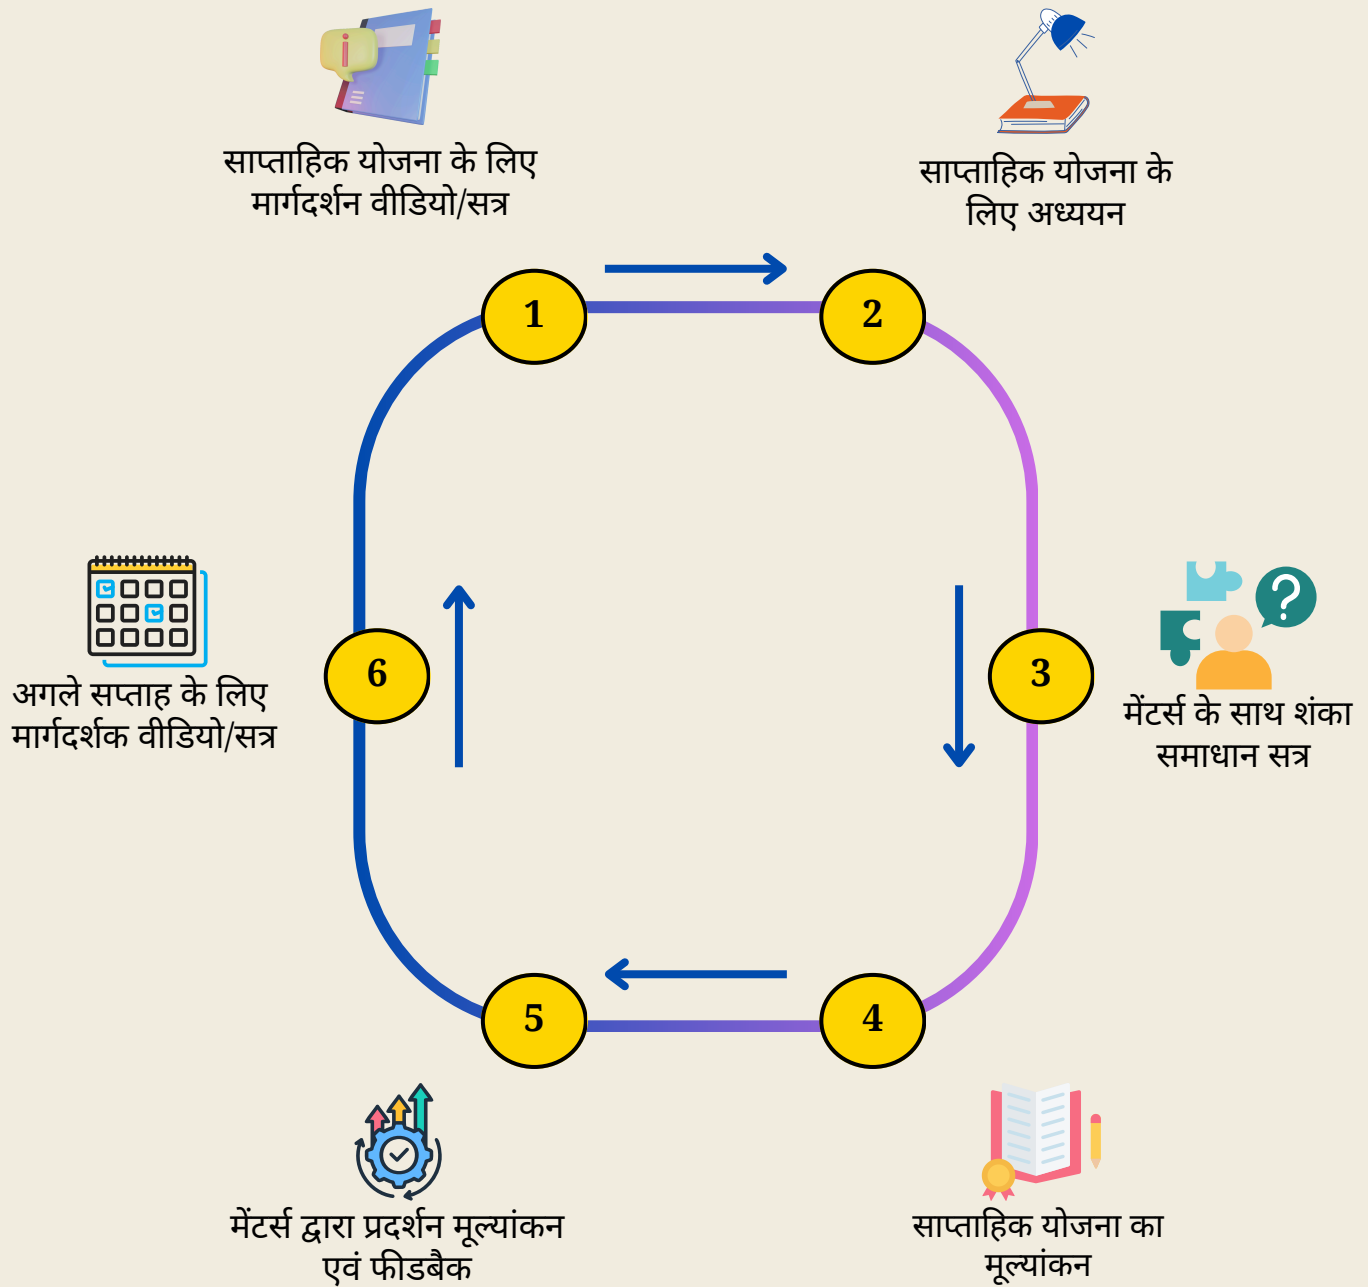 साप्ताहिक योजना के लिए
मार्गदर्शन वीडियो/सत्र
साप्ताहिक योजना के
लिए अध्ययन
1
2
3
मेंटर्स के साथ शंका
समाधान सत्र
4
साप्ताहिक योजना का
मूल्यांकन
5
मेंटर्स द्वारा प्रदर्शन मूल्यांकन
एवं फीडबैक
6
अगले सप्ताह के लिए
मार्गदर्शक वीडियो/सत्र